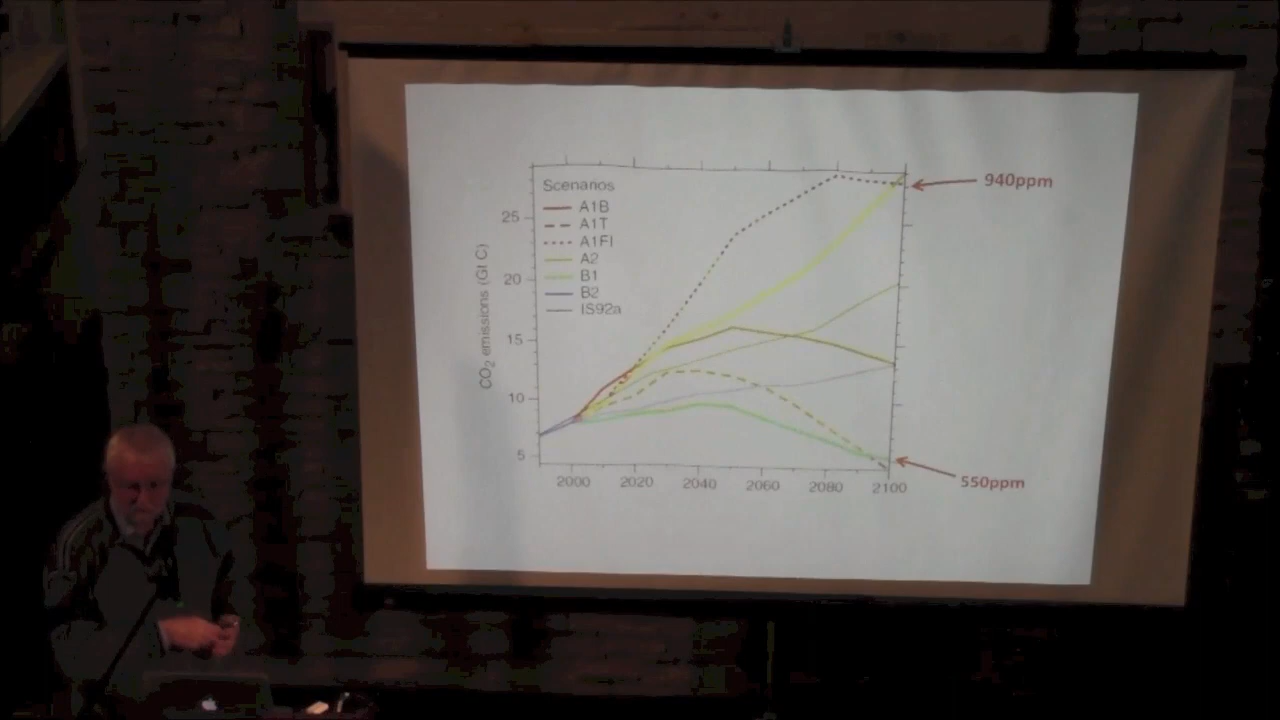 940ppm
Scenarios
A1B
A1T
A1FI
A2
B1
B2
IS92a
CO2 emissions (Gt C)
25
20
15
10
5
2000 2020 2040 2060 2080 2100
550ppm